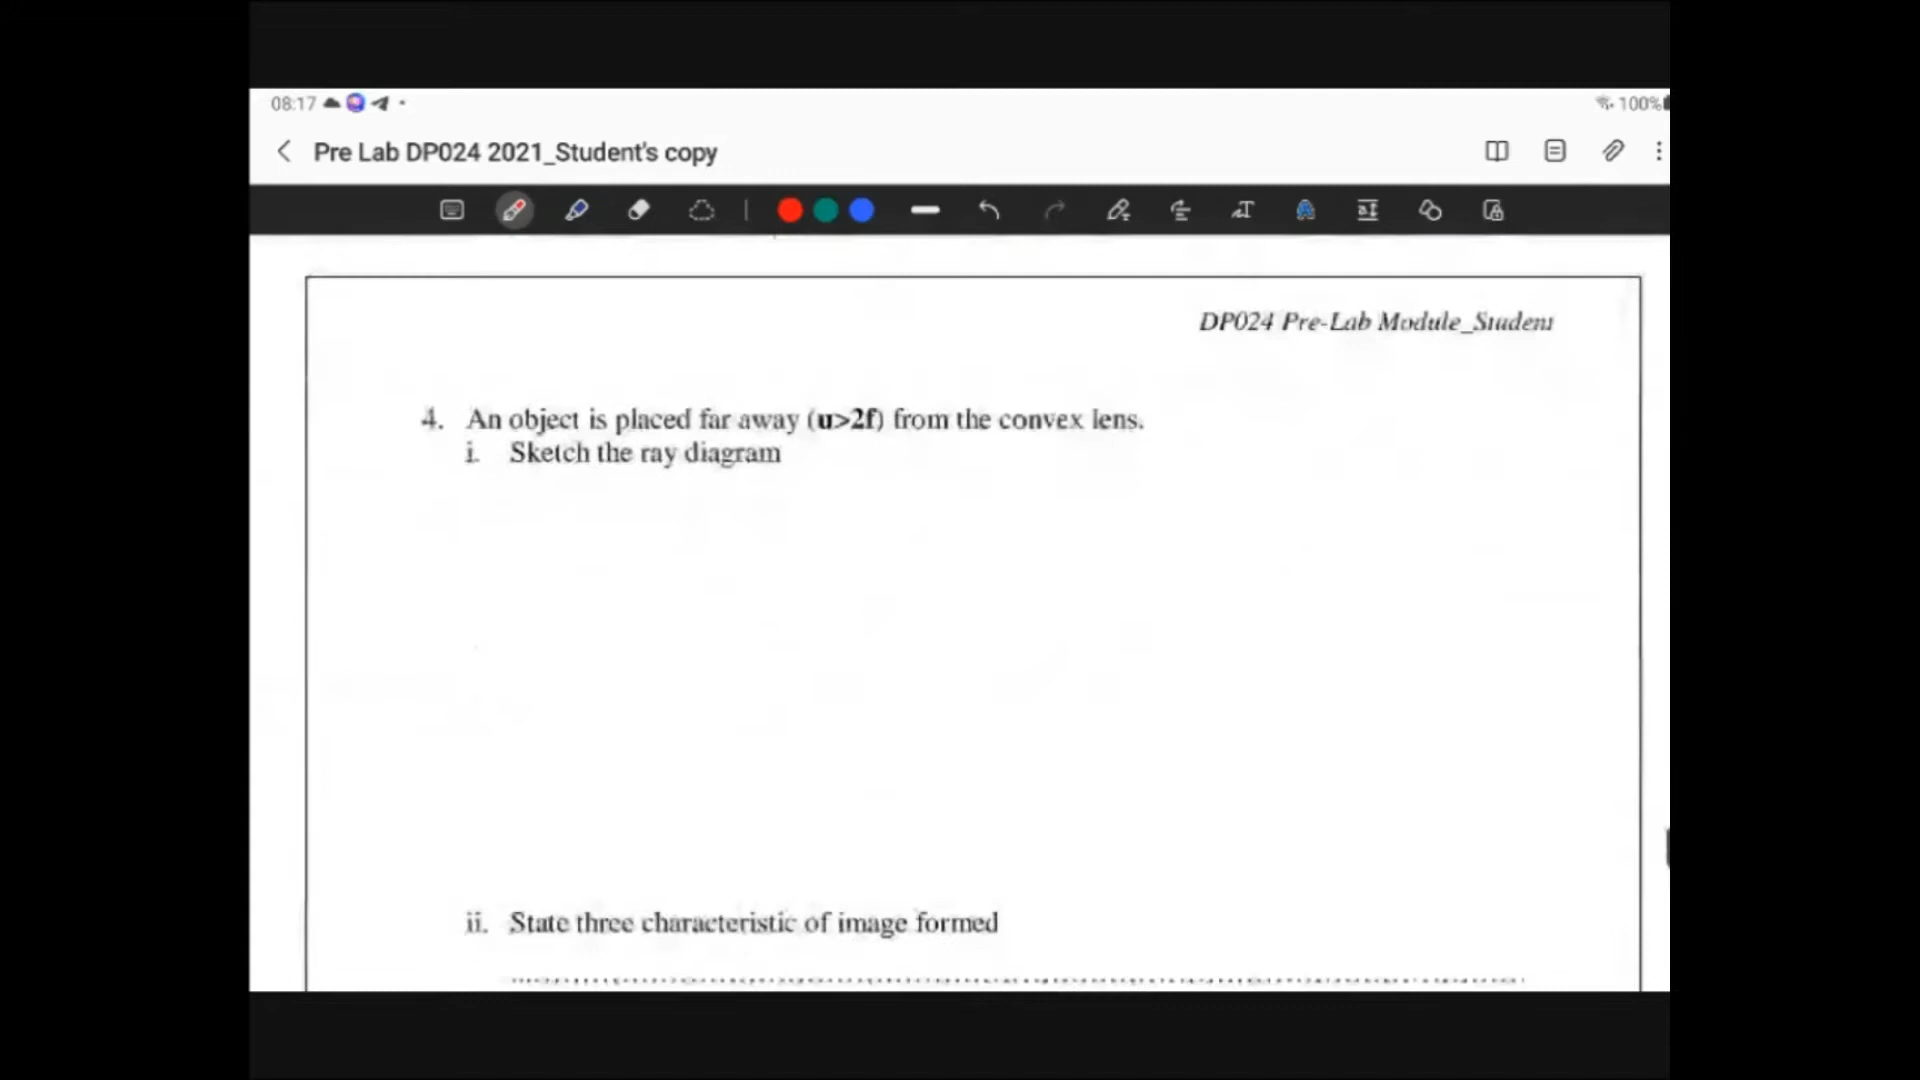 08:17
100%
Pre Lab DP024 2021_Student's copy
DP024 Pre-Lab Module_Student
4. An object is placed far away (u>2f) from the convex lens.
i. Sketch the ray diagram
ii. State three characteristic of image formed